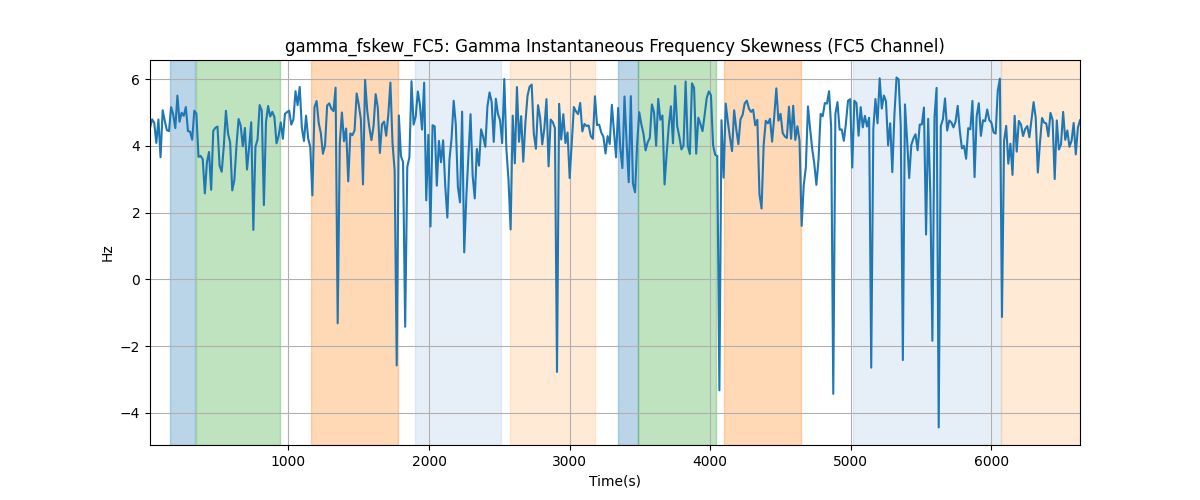 gamma_fskew_FC5: Gamma Instantaneous Frequency Skewness (FC5 Channel)
6
4
2
0
−2
−4
Hz
1000 2000 3000 4000 5000 6000
Time(s)